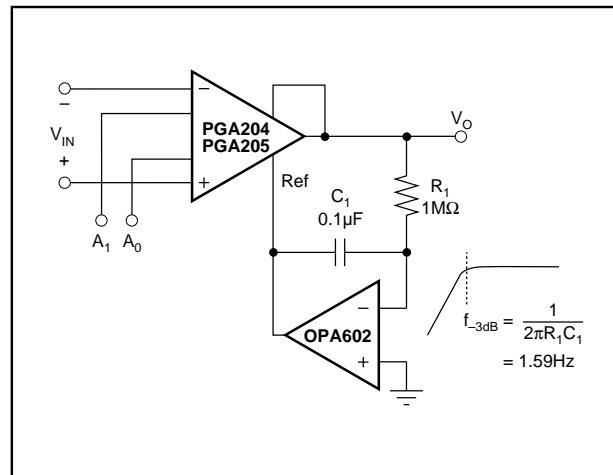 –
V_IN
+
–
PGA204
PGA205
+
A_1
A_0
Ref
V_O
C_1
0.1µF
R_1
1MΩ
–
OPA602
+
f_–3dB = 1 / 2πR_1C_1
= 1.59Hz